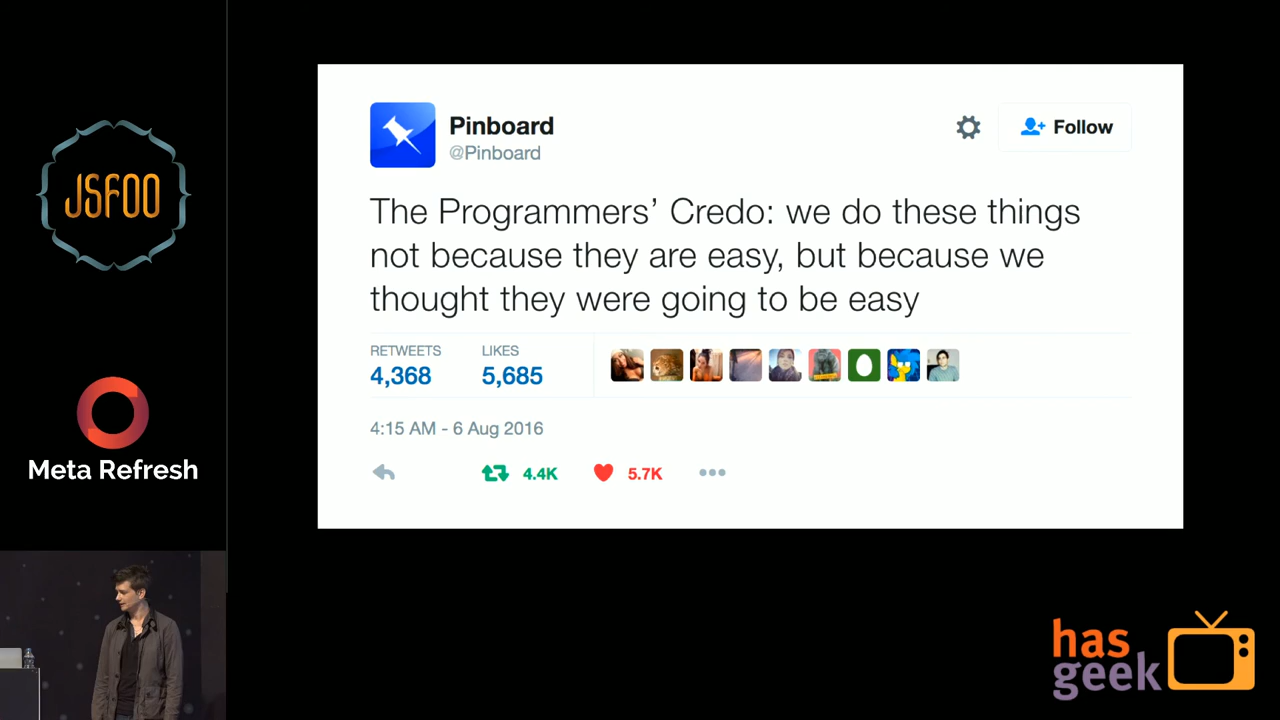 JSFOO
Meta Refresh
Pinboard
@Pinboard
Follow
The Programmers’ Credo: we do these things
not because they are easy, but because we
thought they were going to be easy
RETWEETS
LIKES
4,368
5,685
4:15 AM - 6 Aug 2016
4.4K
5.7K
has
geek